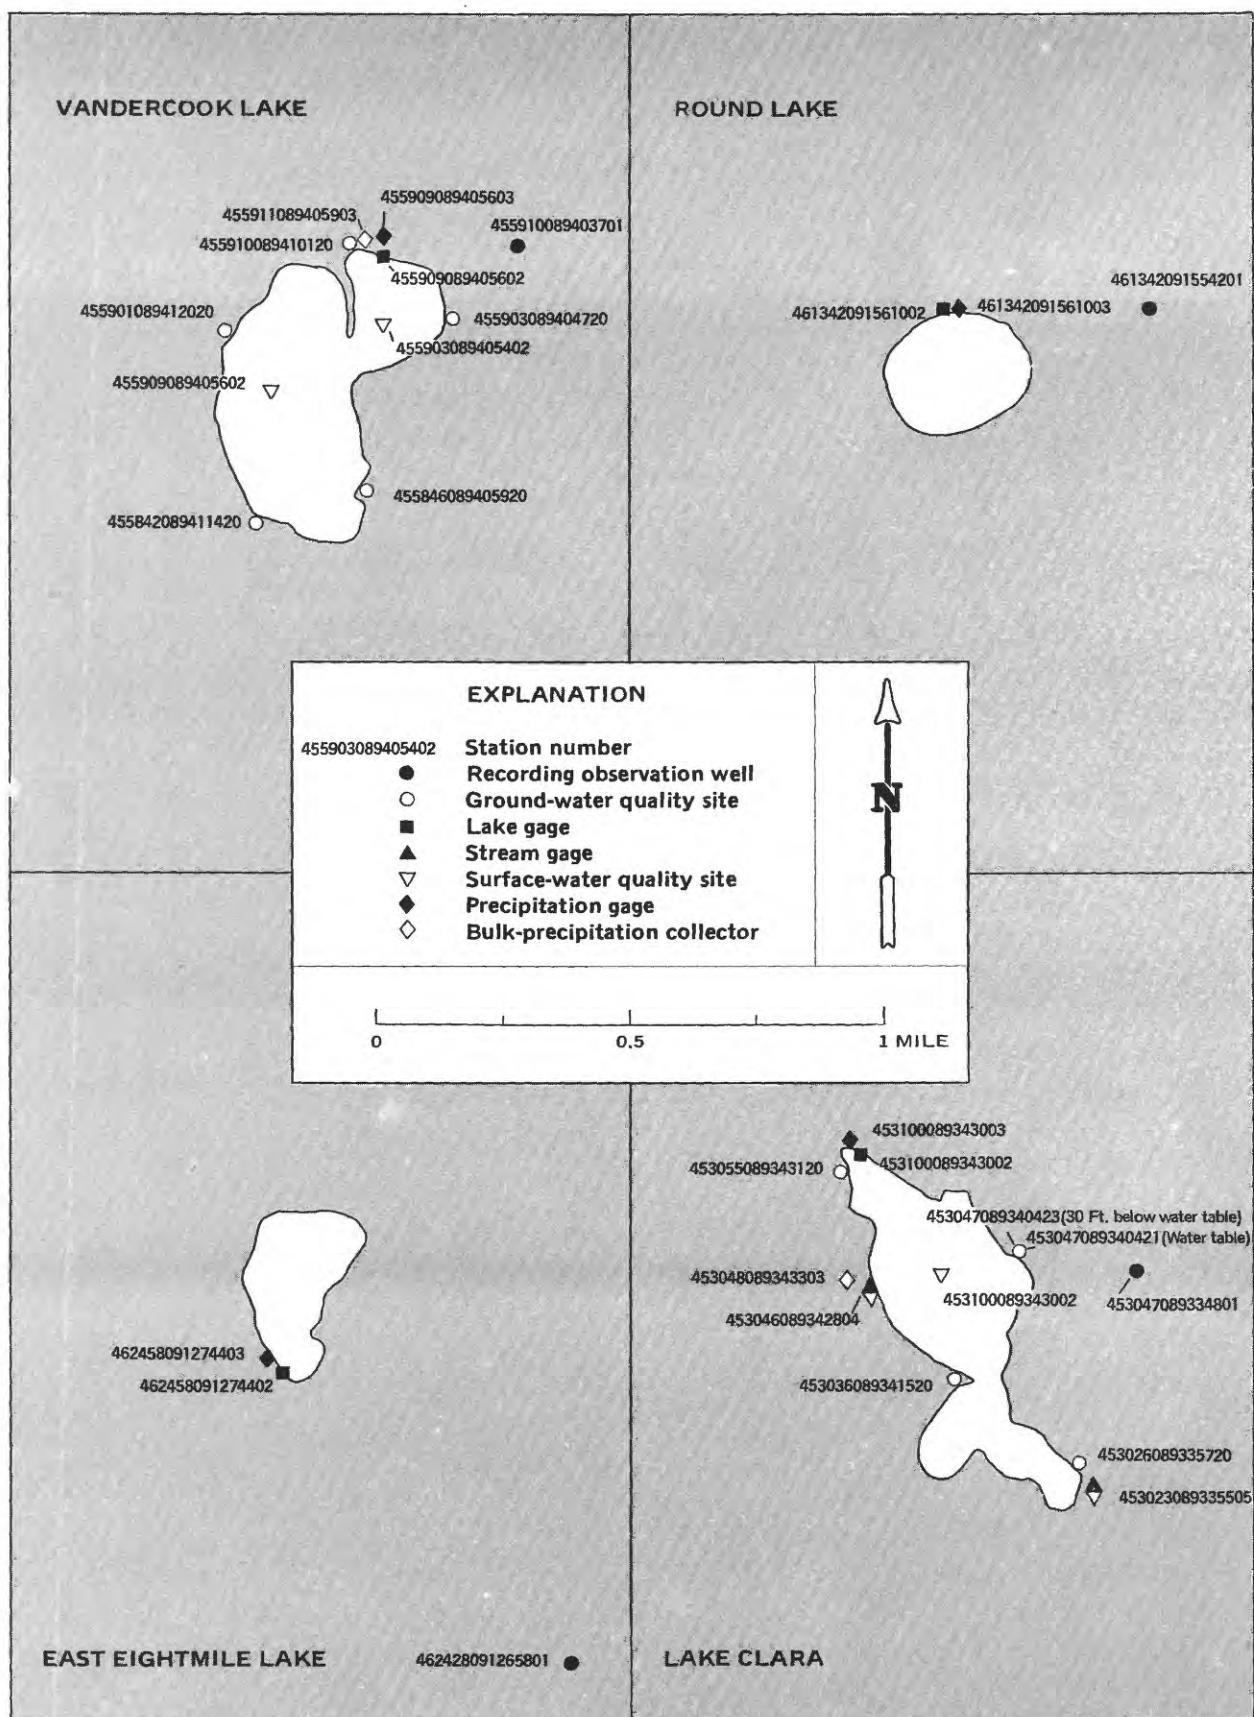 VANDERCOOK LAKE
455909089405603
455911089405903
455910089403701
455910089410120
455909089405602
455901089412020
455903089404720
455903089405402
455909089405602
455846089405920
455842089411420
ROUND LAKE
461342091554201
461342091561002
461342091561003
EXPLANATION
455903089405402 Station number
Recording observation well
Ground-water quality site
Lake gage
Stream gage
Surface-water quality site
Precipitation gage
Bulk-precipitation collector
N
0 0.5 1 MILE
462458091274403
462458091274402
EAST EIGHTMILE LAKE
462428091265801
453100089343003
453100089343002
453055089343120
453047089340423 (30 Ft. below water table)
453047089340421 (Water table)
453048089343303
453100089343002
453047089334801
453046089342804
453036089341520
453026089335720
453023089335505
LAKE CLARA